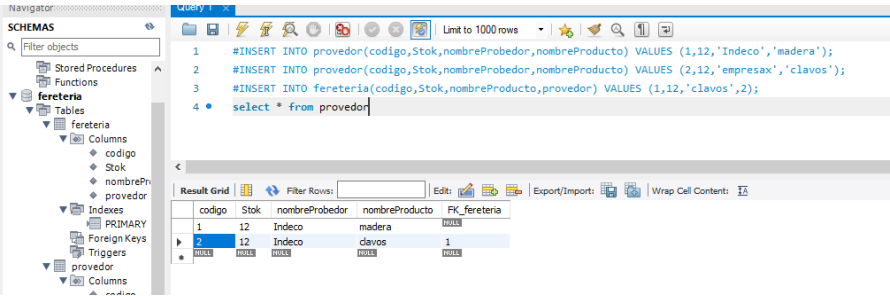 Navigator
Query 1
SCHEMAS
Filter objects
Stored Procedures
Functions
fereteria
Tables
fereteria
Columns
codigo
Stok
nombrePr
provedor
Indexes
PRIMARY
Foreign Keys
Triggers
provedor
Columns
codigo
Limit to 1000 rows
1 #INSERT INTO provedor(codigo,Stok,nombreProbedor,nombreProducto) VALUES (1,12,'Indeco','madera');
2 #INSERT INTO provedor(codigo,Stok,nombreProbedor,nombreProducto) VALUES (2,12,'empresax','clavos');
3 #INSERT INTO fereteria(codigo,Stok,nombreProducto,provedor) VALUES (1,12,'clavos',2);
4 select * from provedor
Result Grid Filter Rows: Edit: Export/Import: Wrap Cell Content:
codigo Stok nombreProbedor nombreProducto FK_fereteria
1 12 Indeco madera NULL
2 12 Indeco clavos 1
NULL NULL NULL NULL NULL